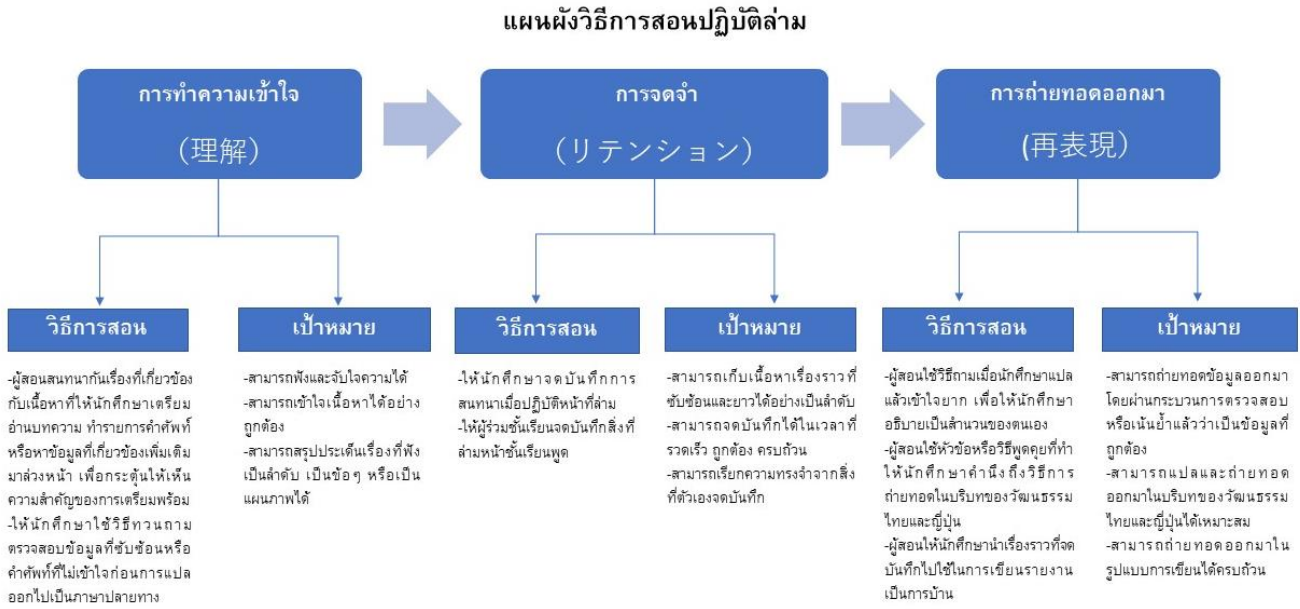 แผนผังวิธีการสอนปฏิบัติล่าม
การทำความเข้าใจ
（理解）
การจดจำ
（リテンション）
การถ่ายทอดออกมา
(再表現）
วิธีการสอน
-ผู้สอนสนทนากันเรื่องที่เกี่ยวข้อง
กับเนื้อหาที่ให้นักศึกษาเตรียม
อ่านบทความ ทำรายการคำศัพท์
หรือหาข้อมูลที่เกี่ยวข้องเพิ่มเติม
มาล่วงหน้า เพื่อกระตุ้นให้เห็น
ความสำคัญของการเตรียมพร้อม
-ให้นักศึกษาใช้วิธีทวนถาม
ตรวจสอบข้อมูลที่ซับซ้อนหรือ
คำศัพท์ที่ไม่เข้าใจก่อนการแปล
ออกไปเป็นภาษาปลายทาง
เป้าหมาย
-สามารถฟังและจับใจความได้
-สามารถเข้าใจเนื้อหาได้อย่าง
ถูกต้อง
-สามารถสรุปประเด็นเรื่องที่ฟัง
เป็นลำดับ เป็นข้อๆ หรือเป็น
แผนภาพได้
วิธีการสอน
-ให้นักศึกษาจดบันทึกการ
สนทนาเมื่อปฏิบัติหน้าที่ล่าม
-ให้ผู้ร่วมชั้นเรียนจดบันทึกสิ่งที่
ล่ามหน้าชั้นเรียนพูด
เป้าหมาย
-สามารถเก็บเนื้อหาเรื่องราวที่
ซับซ้อนและยาวได้อย่างเป็นลำดับ
-สามารถจดบันทึกได้ในเวลาที่
รวดเร็ว ถูกต้อง ครบถ้วน
-สามารถเรียกความทรงจำจากสิ่ง
ที่ตัวเองจดบันทึก
วิธีการสอน
-ผู้สอนใช้วิธีถามเมื่อนักศึกษาแปล
แล้วเข้าใจยาก เพื่อให้นักศึกษา
อธิบายเป็นสำนวนของตนเอง
-ผู้สอนใช้หัวข้อหรือวิธีพูดคุยที่ทำ
ให้นักศึกษาคำนึงถึงวิธีการ
ถ่ายทอดในบริบทของวัฒนธรรม
ไทยและญี่ปุ่น
-ผู้สอนให้นักศึกษานำเรื่องราวที่จด
บันทึกไปใช้ในการเขียนรายงาน
เป็นการบ้าน
เป้าหมาย
-สามารถถ่ายทอดข้อมูลออกมา
โดยผ่านกระบวนการตรวจสอบ
หรือเน้นย้ำแล้วว่าเป็นข้อมูลที่
ถูกต้อง
-สามารถแปลและถ่ายทอด
ออกมาในบริบทของวัฒนธรรม
ไทยและญี่ปุ่นได้เหมาะสม
-สามารถถ่ายทอดออกมาใน
รูปแบบการเขียนได้ครบถ้วน